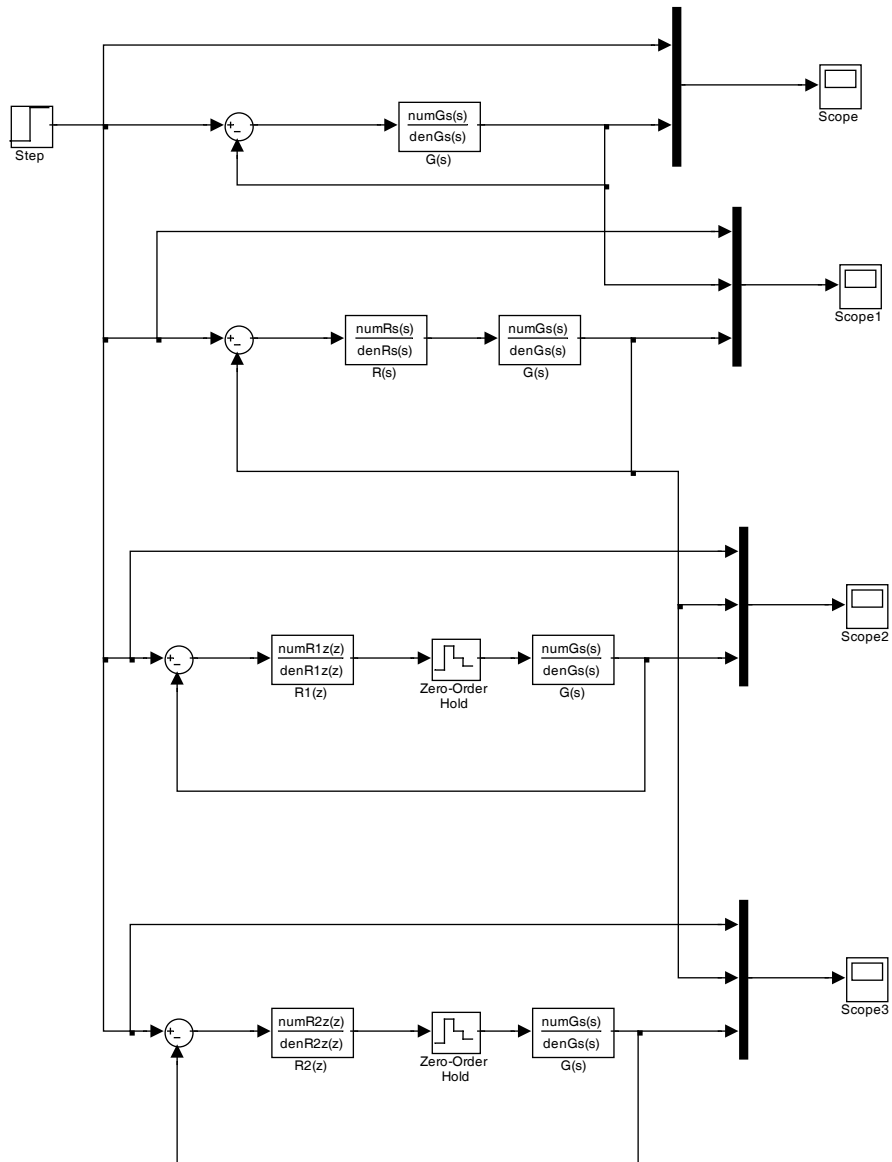 Scope
Step
+
-
numGs(s)
denGs(s)
G(s)
Scope1
+
-
numRs(s)
denRs(s)
R(s)
numGs(s)
denGs(s)
G(s)
Scope2
+
-
numR1z(z)
denR1z(z)
R1(z)
Zero-Order
Hold
numGs(s)
denGs(s)
G(s)
Scope3
+
-
numR2z(z)
denR2z(z)
R2(z)
Zero-Order
Hold
numGs(s)
denGs(s)
G(s)